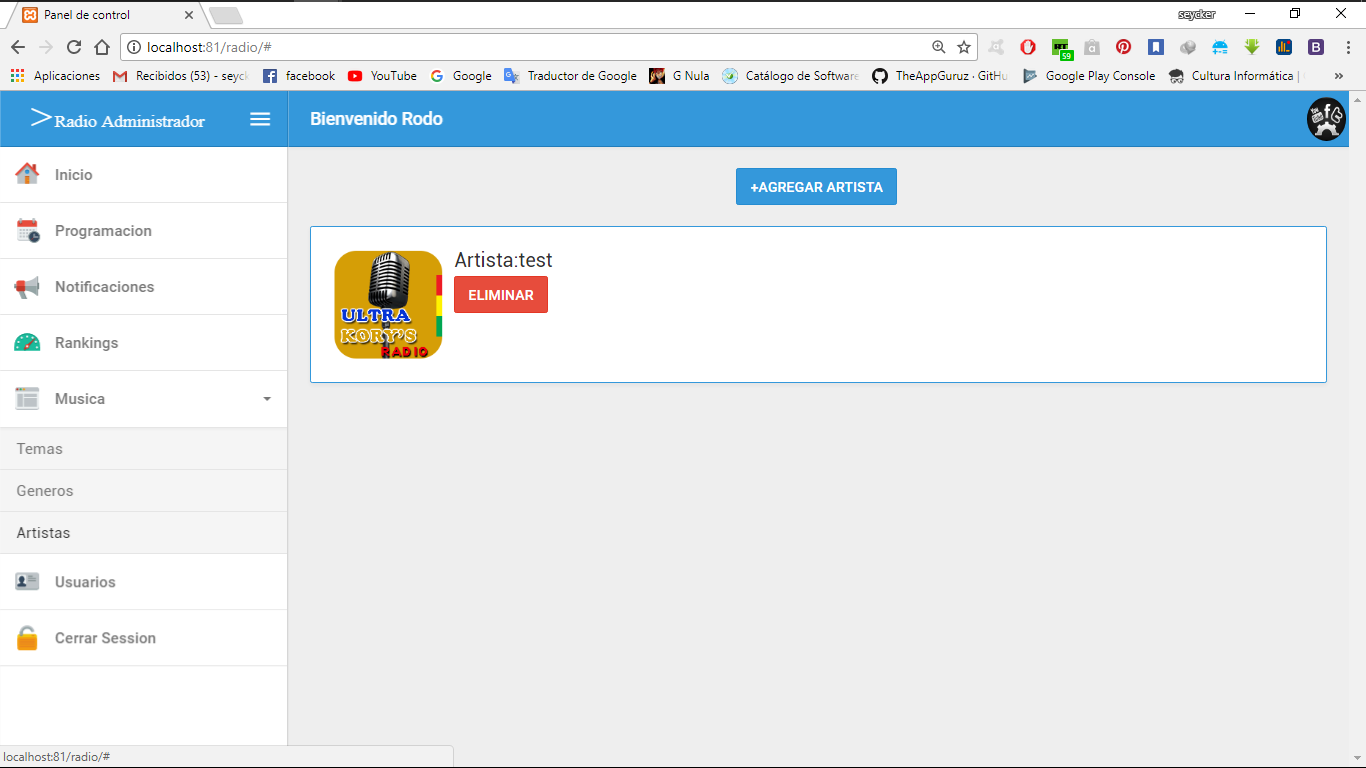 Panel de control
seycker
localhost:81/radio/#
59
Aplicaciones
Recibidos (53) - seyck
facebook
YouTube
Google
Traductor de Google
G Nula
Catálogo de Software
TheAppGuruz · GitHu
Google Play Console
Cultura Informática |
>Radio Administrador
Bienvenido Rodo
Inicio
Programacion
Notificaciones
Rankings
Musica
Temas
Generos
Artistas
Usuarios
Cerrar Session
+AGREGAR ARTISTA
Artista:test
ELIMINAR
ULTRA
KORY'S
RADIO
localhost:81/radio/#